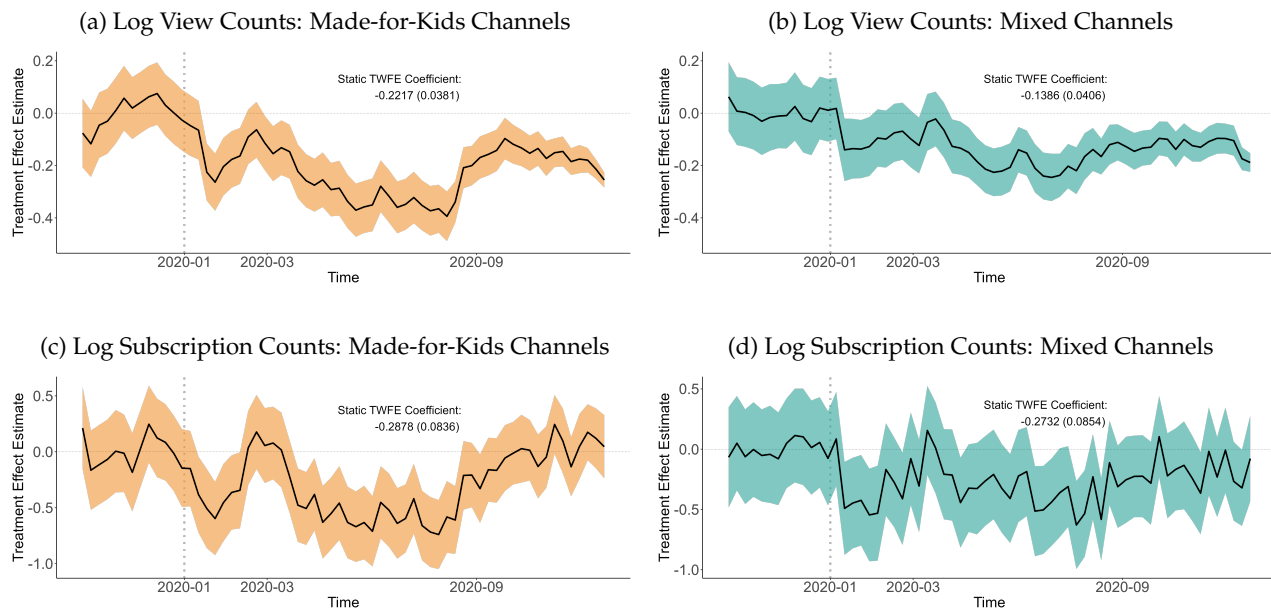 (a) Log View Counts: Made-for-Kids Channels
Treatment Effect Estimate
0.2
0.0
-0.2
-0.4
Static TWFE Coefficient:
-0.2217 (0.0381)
2020-01 2020-03 2020-09
Time
(b) Log View Counts: Mixed Channels
Treatment Effect Estimate
0.2
0.0
-0.2
-0.4
Static TWFE Coefficient:
-0.1386 (0.0406)
2020-01 2020-03 2020-09
Time
(c) Log Subscription Counts: Made-for-Kids Channels
Treatment Effect Estimate
0.5
0.0
-0.5
-1.0
Static TWFE Coefficient:
-0.2878 (0.0836)
2020-01 2020-03 2020-09
Time
(d) Log Subscription Counts: Mixed Channels
Treatment Effect Estimate
0.5
0.0
-0.5
-1.0
Static TWFE Coefficient:
-0.2732 (0.0854)
2020-01 2020-03 2020-09
Time